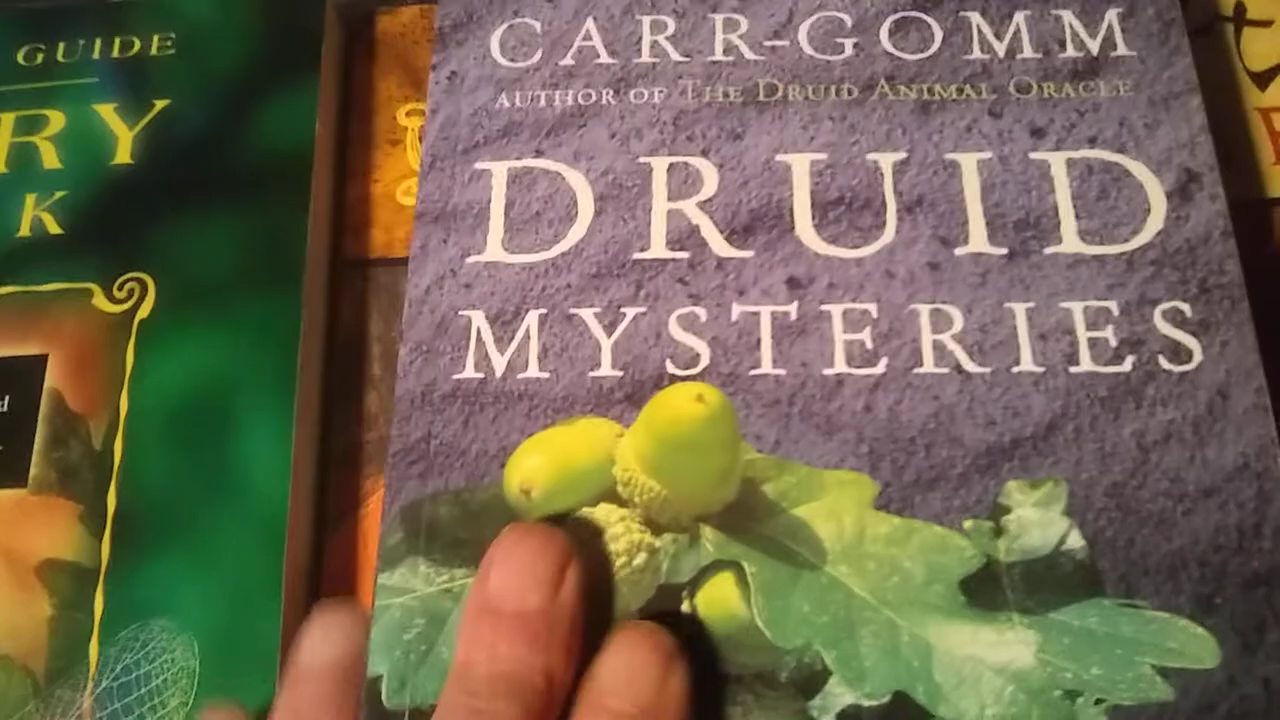 GUIDE
RY
K
CARR-GOMM
AUTHOR OF THE DRUID ANIMAL ORACLE
DRUID
MYSTERIES